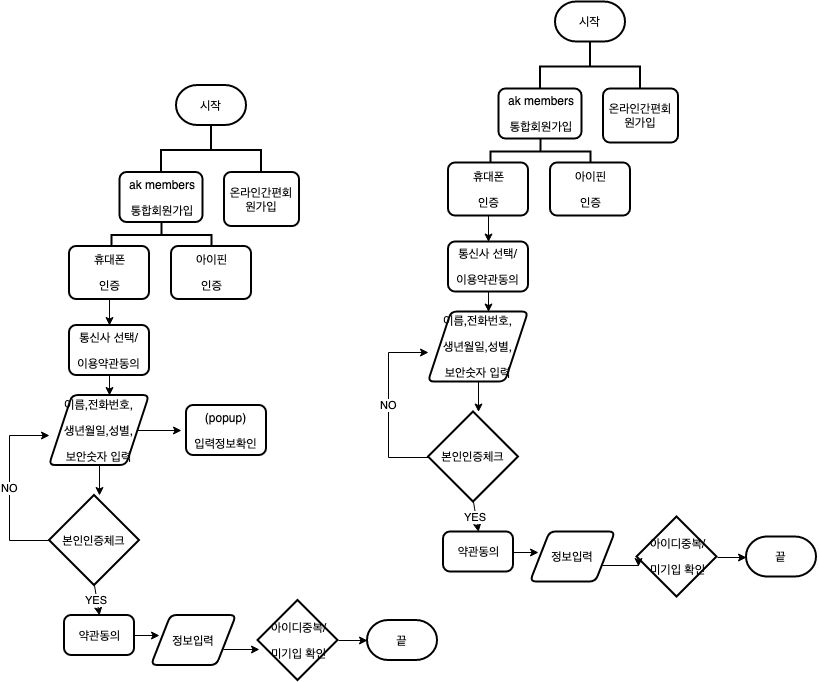 시작
ak members
통합회원가입
온라인간편회
원가입
휴대폰
인증
아이핀
인증
통신사 선택/
이용약관동의
이름,전화번호,
생년월일,성별,
보안숫자 입력
(popup)
입력정보확인
NO
본인인증체크
YES
약관동의
정보입력
아이디중복/
미기입 확인
끝
시작
ak members
통합회원가입
온라인간편회
원가입
휴대폰
인증
아이핀
인증
통신사 선택/
이용약관동의
이름,전화번호,
생년월일,성별,
보안숫자 입력
NO
본인인증체크
YES
약관동의
정보입력
아이디중복/
미기입 확인
끝